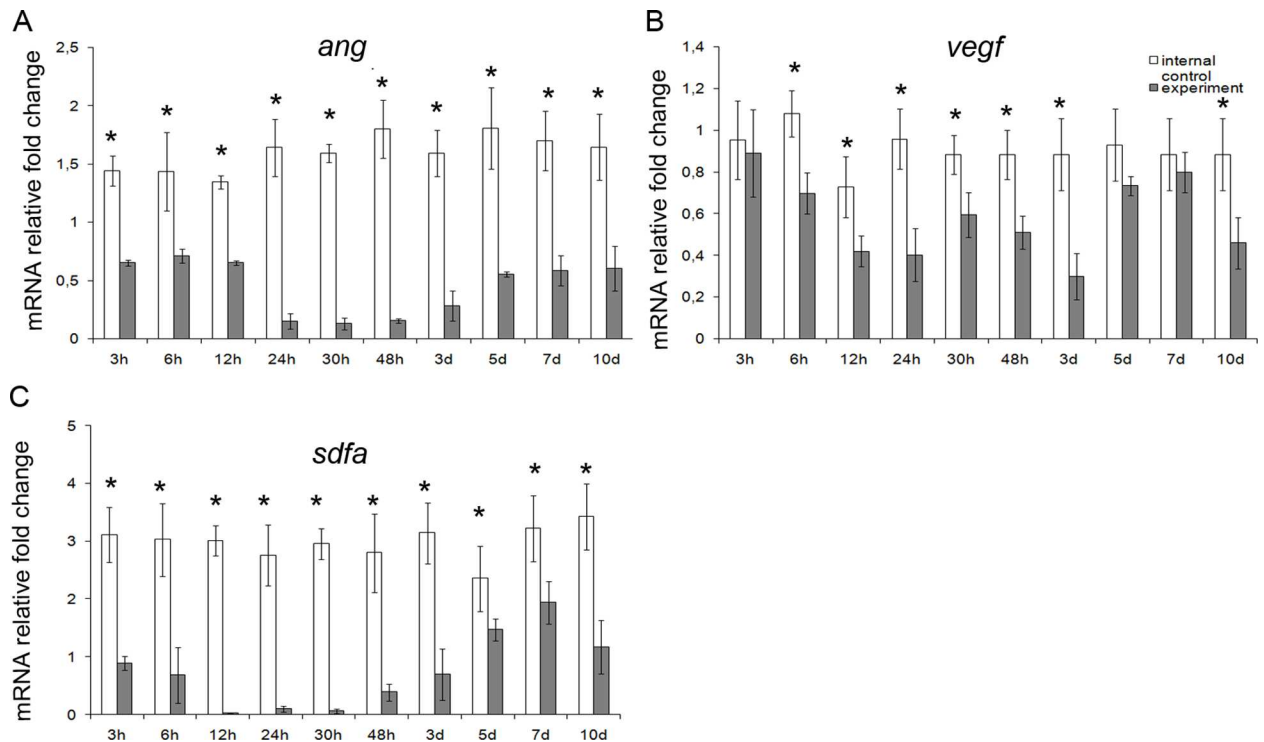 A
ang
mRNA relative fold change
2,5
2
1,5
1
0,5
0
* * * * * * * * * *
3h 6h 12h 24h 30h 48h 3d 5d 7d 10d
B
vegf
mRNA relative fold change
1,4
1,2
1
0,8
0,6
0,4
0,2
0
internal
control
experiment
* * * * * * *
3h 6h 12h 24h 30h 48h 3d 5d 7d 10d
C
sdfa
mRNA relative fold change
5
4
3
2
1
0
* * * * * * * * * *
3h 6h 12h 24h 30h 48h 3d 5d 7d 10d